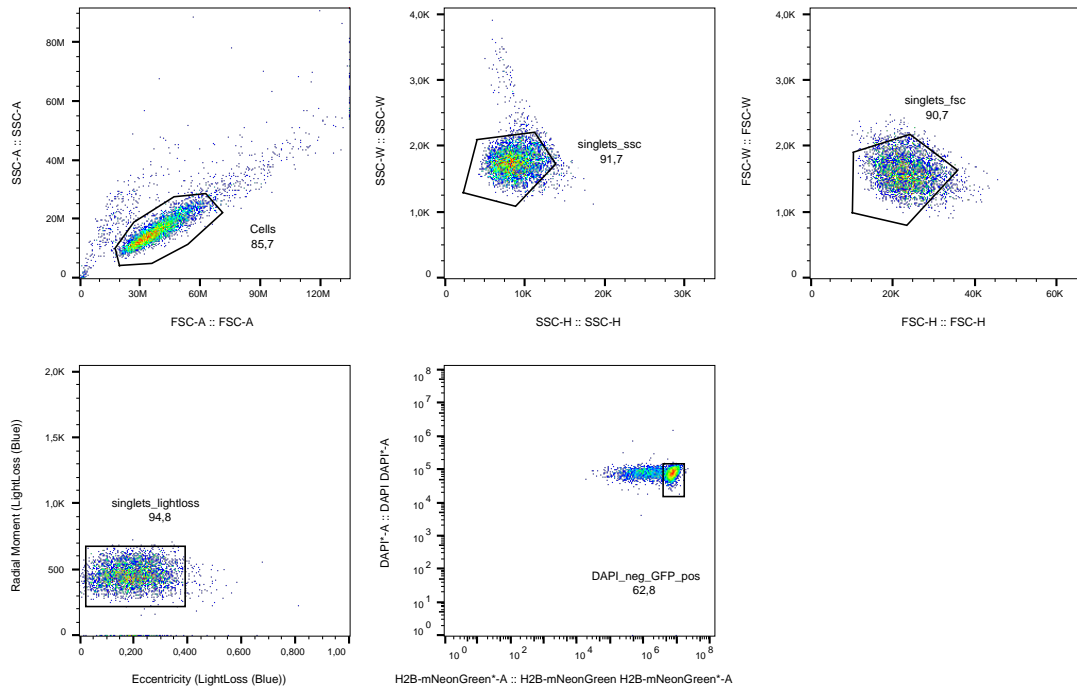 80M
60M
40M
20M
0
SSC-A :: SSC-A
Cells
85,7
0 30M 60M 90M 120M
FSC-A :: FSC-A
4,0K
3,0K
2,0K
1,0K
0
SSC-W :: SSC-W
singlets_ssc
91,7
0 10K 20K 30K
SSC-H :: SSC-H
4,0K
3,0K
2,0K
1,0K
0
FSC-W :: FSC-W
singlets_fsc
90,7
0 20K 40K 60K
FSC-H :: FSC-H
2,0K
1,5K
1,0K
500
0
Radial Moment (LightLoss (Blue))
singlets_lightloss
94,8
0 0,200 0,400 0,600 0,800 1,00
Eccentricity (LightLoss (Blue))
10^8
10^7
10^6
10^5
10^4
10^3
10^2
10^1
10^0
DAPI*-A :: DAPI DAPI*-A
DAPI_neg_GFP_pos
62,8
10^0 10^2 10^4 10^6 10^8
H2B-mNeonGreen*-A :: H2B-mNeonGreen H2B-mNeonGreen*-A